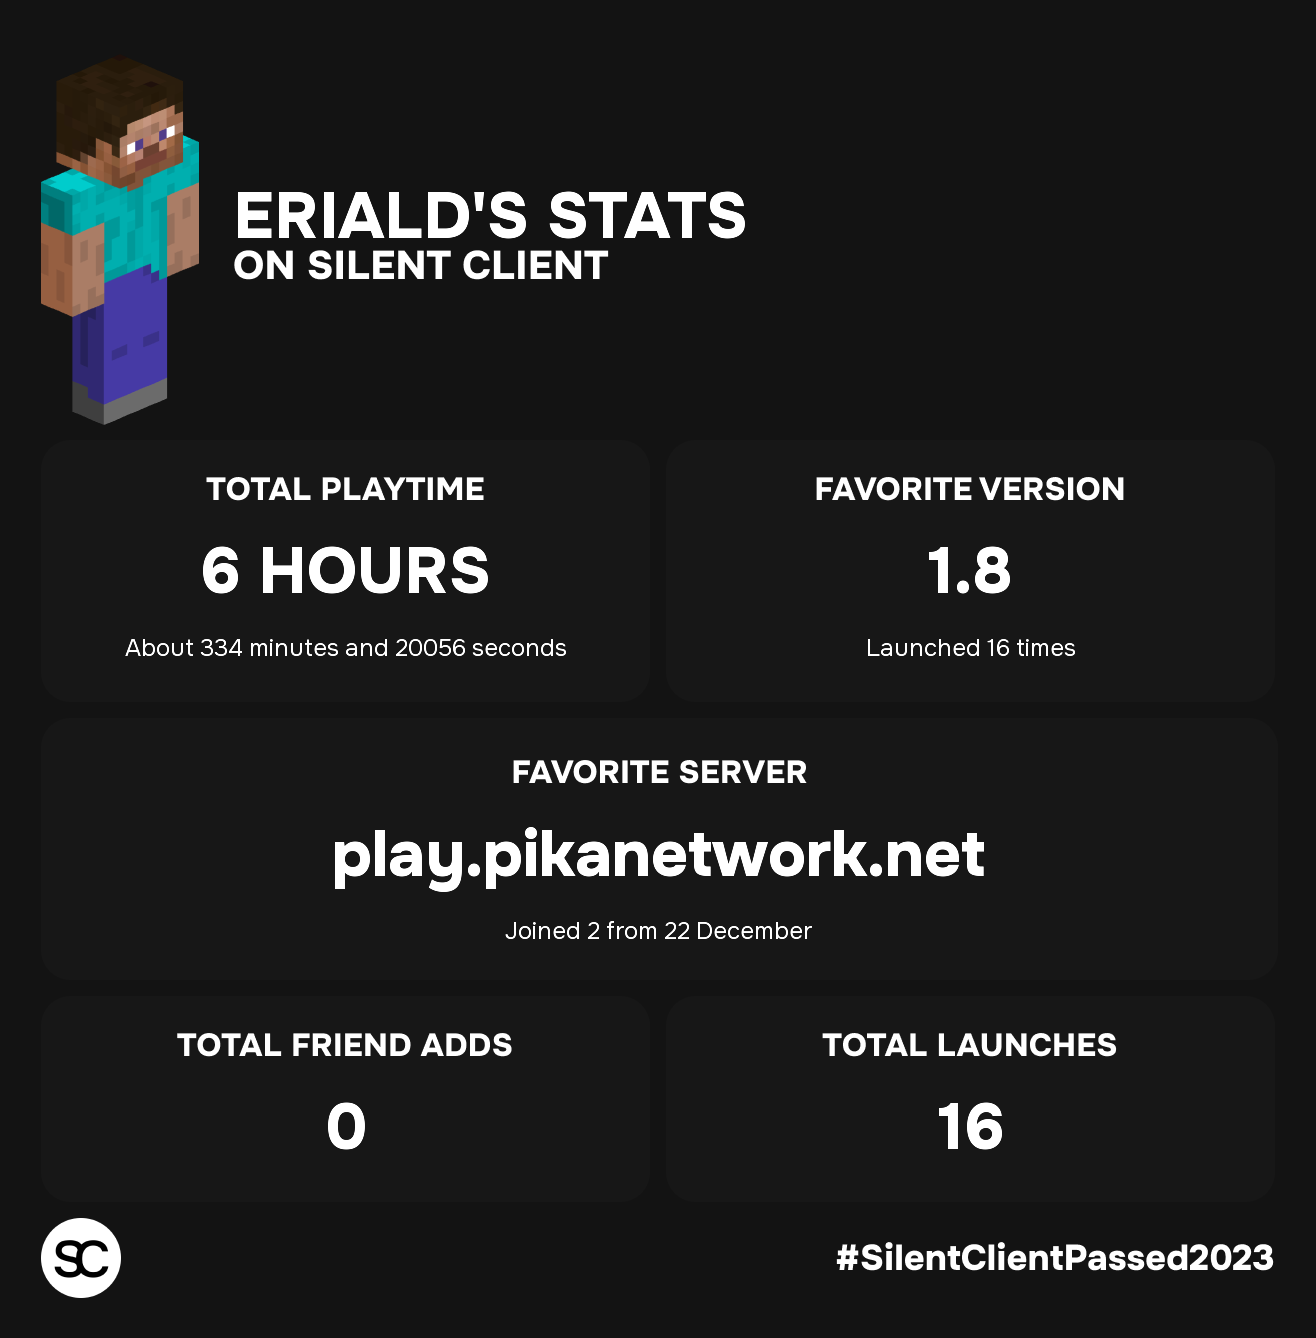 ERIALD'S STATS
ON SILENT CLIENT
TOTAL PLAYTIME
6 HOURS
About 334 minutes and 20056 seconds
FAVORITE VERSION
1.8
Launched 16 times
FAVORITE SERVER
play.pikanetwork.net
Joined 2 from 22 December
TOTAL FRIEND ADDS
0
TOTAL LAUNCHES
16
SC
#SilentClientPassed2023